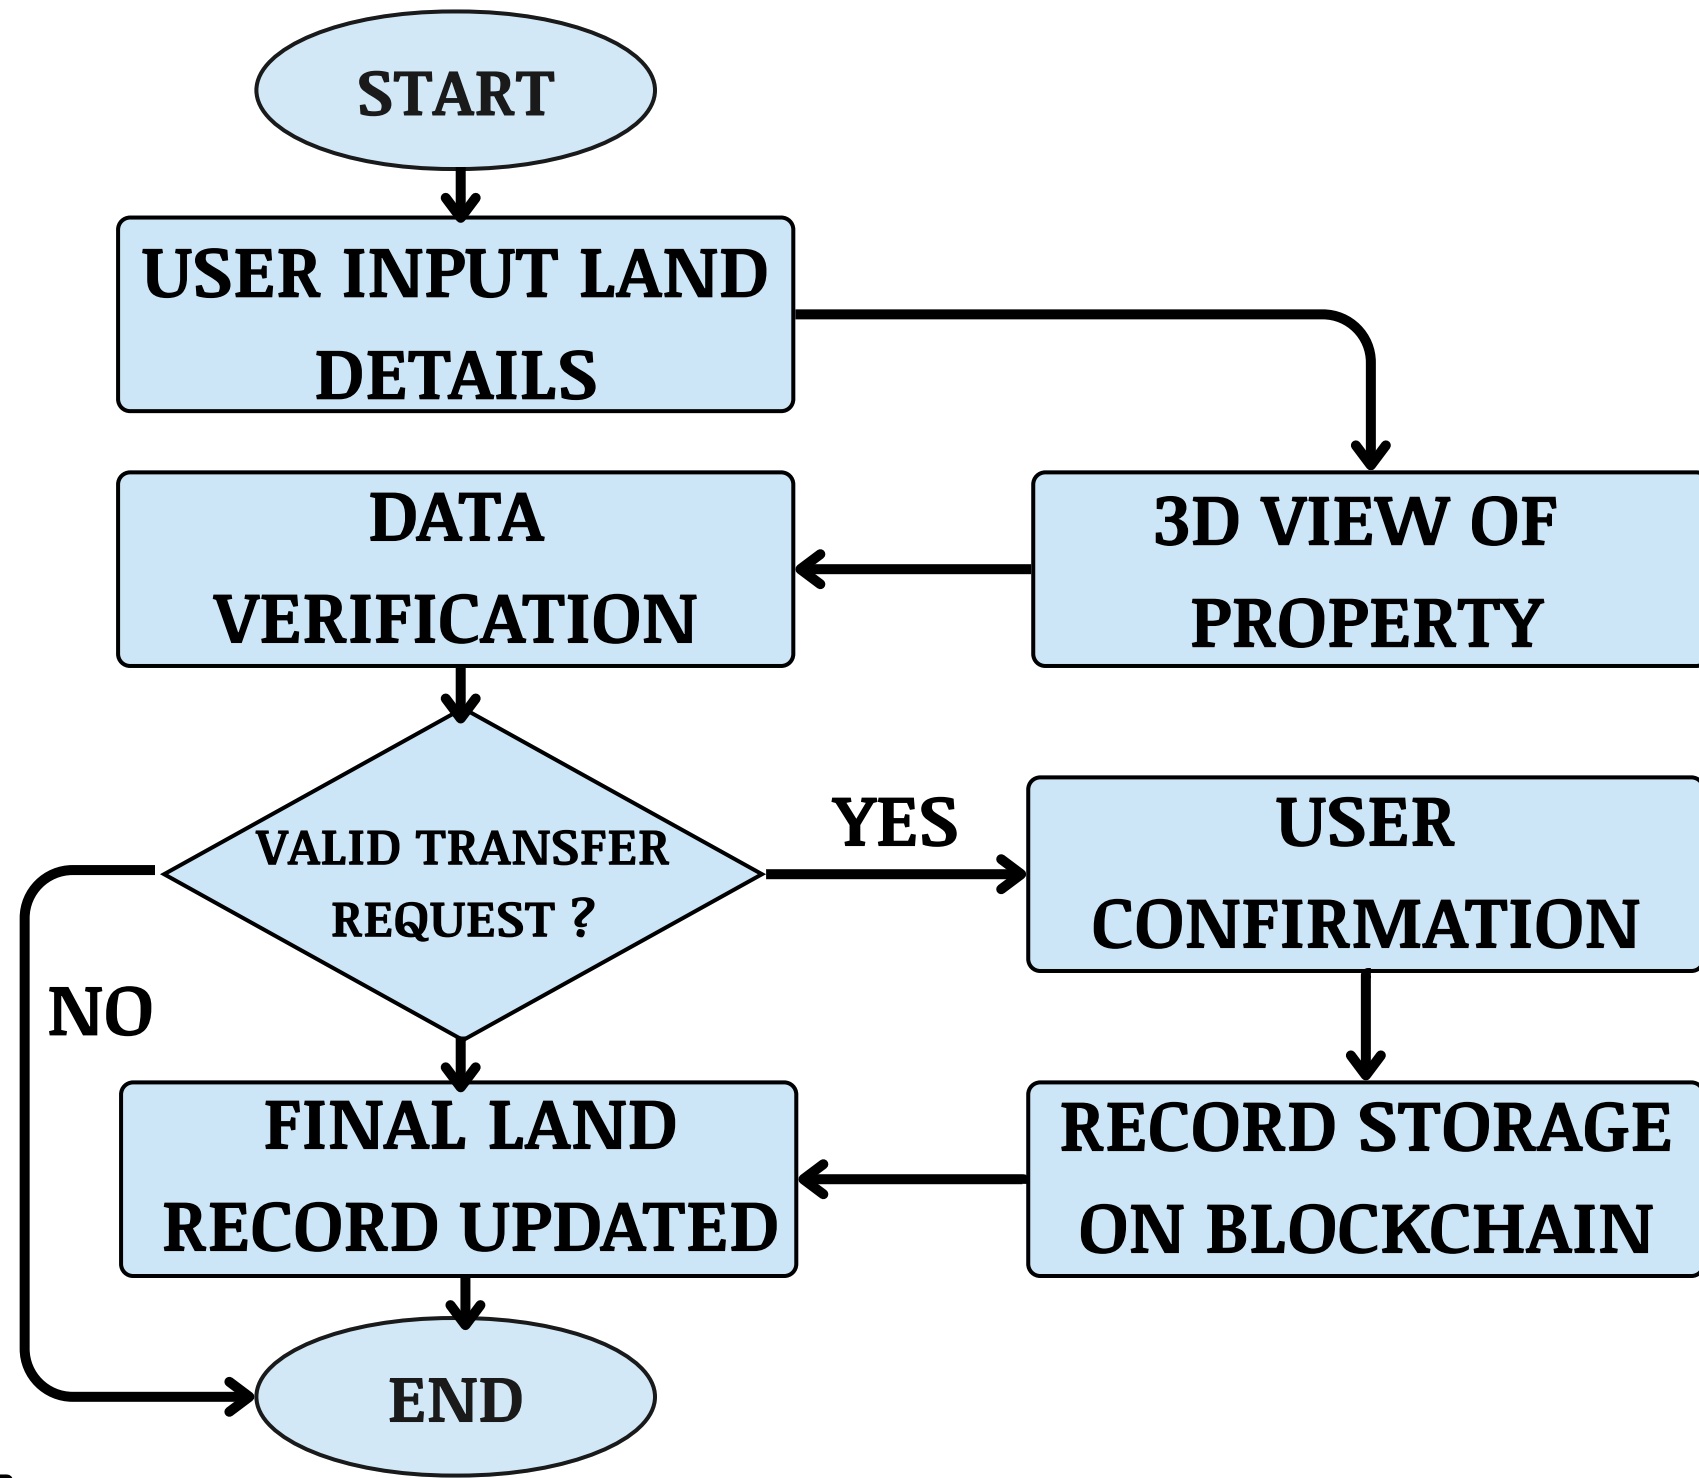 START
USER INPUT LAND
DETAILS
3D VIEW OF
PROPERTY
DATA
VERIFICATION
VALID TRANSFER
REQUEST ?
YES
USER
CONFIRMATION
NO
RECORD STORAGE
ON BLOCKCHAIN
FINAL LAND
RECORD UPDATED
END